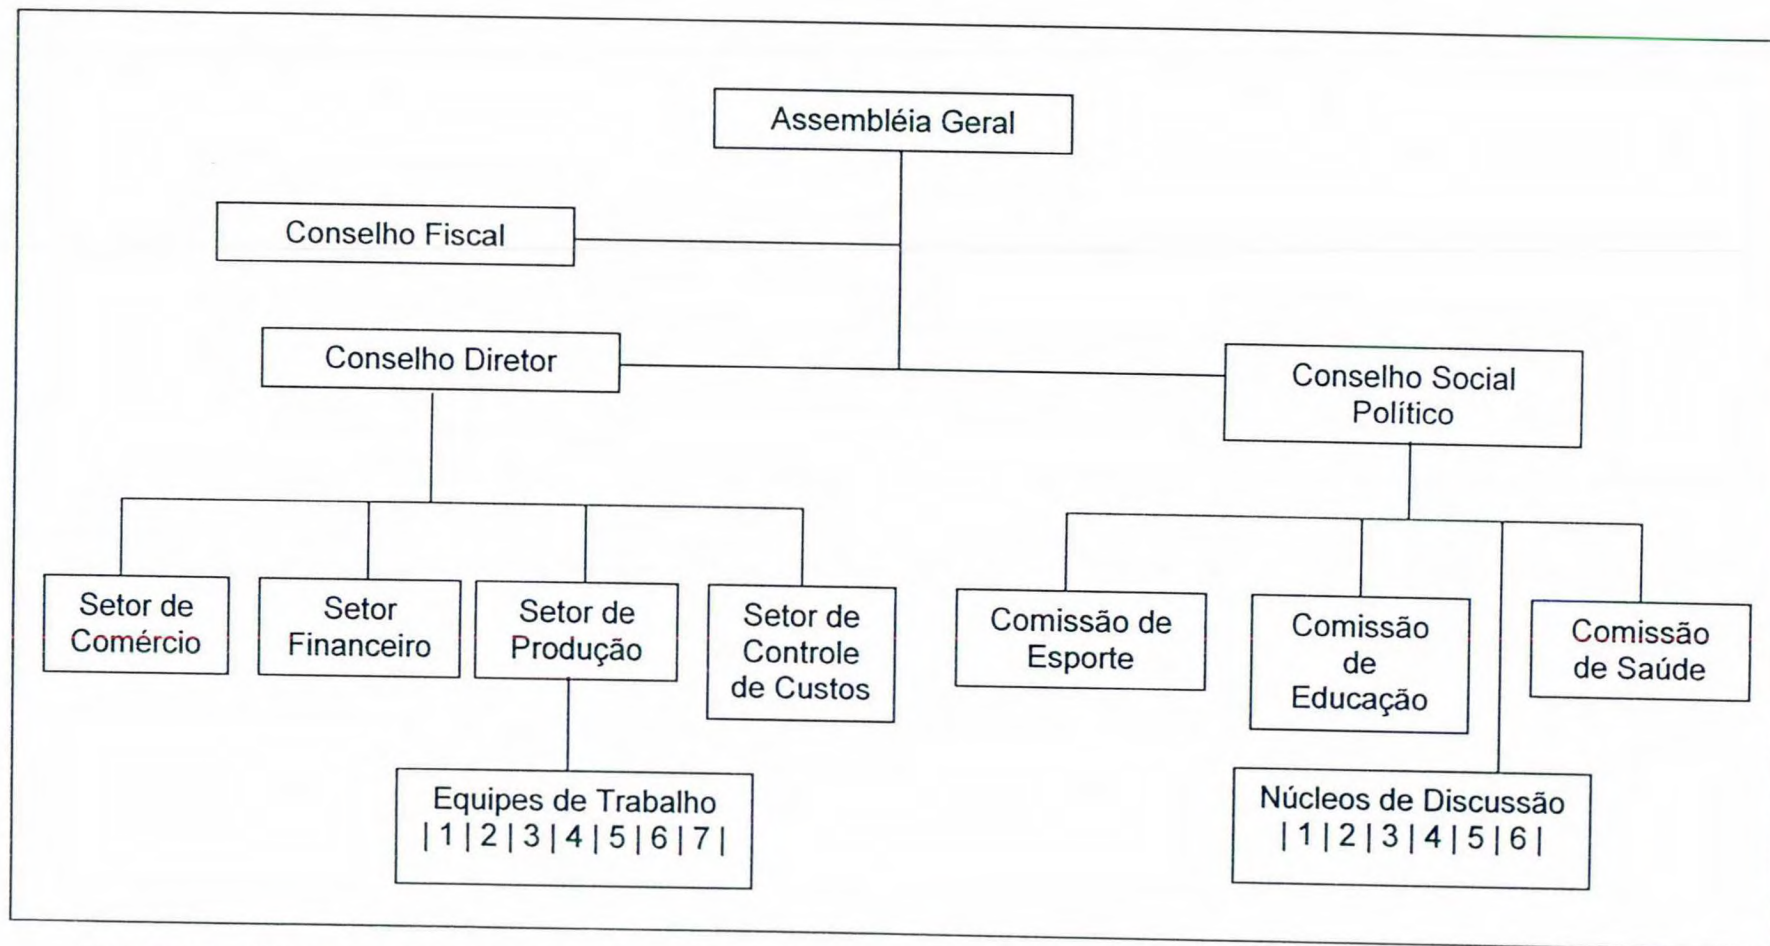 Assembléia Geral
Conselho Fiscal
Conselho Diretor
Conselho Social
Político
Setor de
Comércio
Setor
Financeiro
Setor de
Produção
Setor de
Controle
de Custos
Comissão de
Esporte
Comissão
de
Educação
Comissão
de Saúde
Equipes de Trabalho
| 1 | 2 | 3 | 4 | 5 | 6 | 7 |
Núcleos de Discussão
| 1 | 2 | 3 | 4 | 5 | 6 |